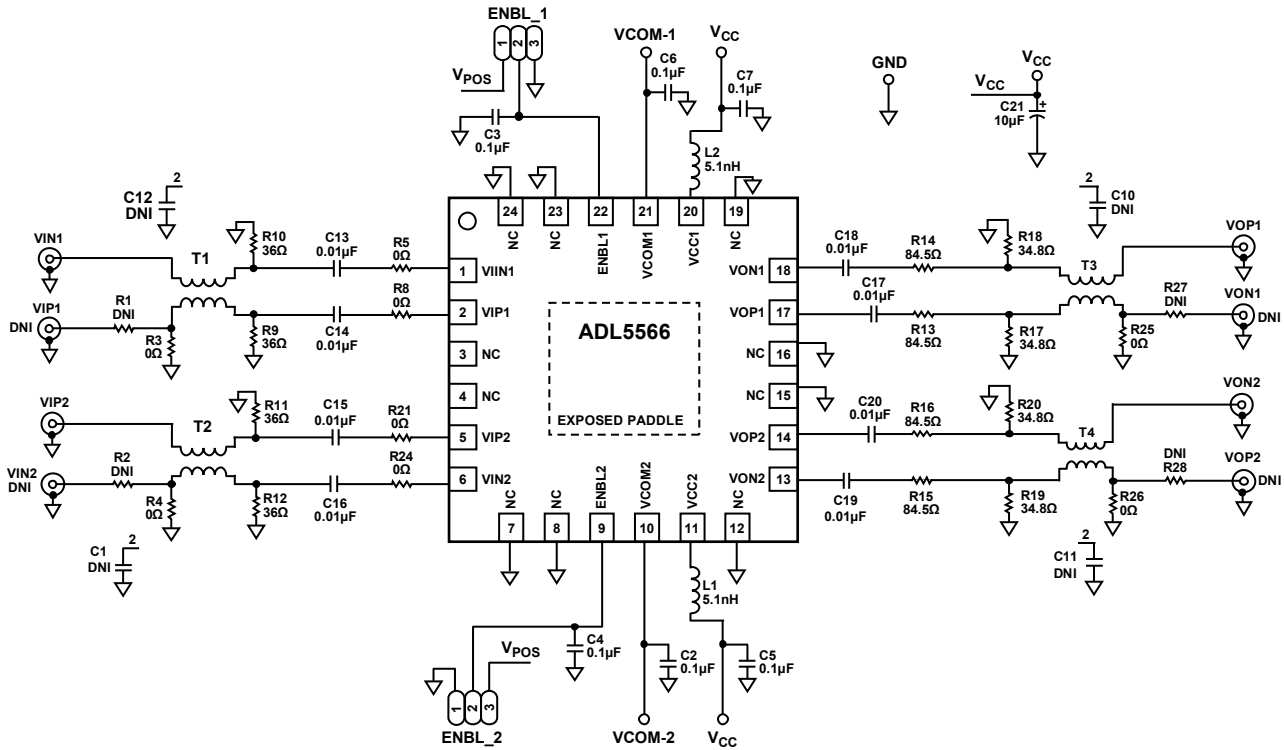 ENBL_1
1 2 3
VPOS
C3
0.1µF
VCOM-1
C6
0.1µF
VCC
C7
0.1µF
L2
5.1nH
GND
VCC
VCC
C21
10µF
+
2
C12
DNI
VIN1
T1
R10
36Ω
C13
0.01µF
R5
0Ω
VIP1
DNI
R1
DNI
R3
0Ω
R9
36Ω
C14
0.01µF
R8
0Ω
VIP2
T2
R11
36Ω
C15
0.01µF
R21
0Ω
VIN2
DNI
R2
DNI
R4
0Ω
R12
36Ω
C16
0.01µF
R24
0Ω
2
C1
DNI
24 23 22 21 20 19
NC NC ENBL1 VCOM1 VCC1 NC
1 VIIN1
2 VIP1
3 NC
4 NC
5 VIP2
6 VIN2
ADL5566
EXPOSED PADDLE
VON1 18
VOP1 17
NC 16
NC 15
VOP2 14
VON2 13
NC NC ENBL2 VCOM2 VCC2 NC
7 8 9 10 11 12
C18
0.01µF
R14
84.5Ω
R18
34.8Ω
2
C10
DNI
T3
VOP1
C17
0.01µF
R13
84.5Ω
R17
34.8Ω
R25
0Ω
R27
DNI
VON1
DNI
C20
0.01µF
R16
84.5Ω
R20
34.8Ω
T4
VON2
C19
0.01µF
R15
84.5Ω
R19
34.8Ω
R26
0Ω
DNI
R28
VOP2
DNI
2
C11
DNI
L1
5.1nH
C4
0.1µF
VPOS
1 2 3
ENBL_2
C2
0.1µF
VCOM-2
C5
0.1µF
VCC